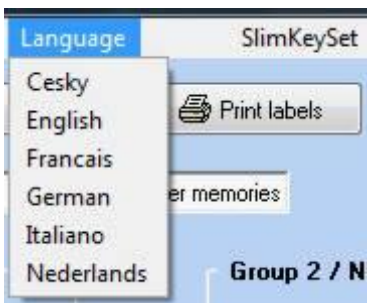 Language SlimKeySet
Cesky
English
Print labels
Francais
German
er memories
Italiano
Nederlands
Group 2 / N